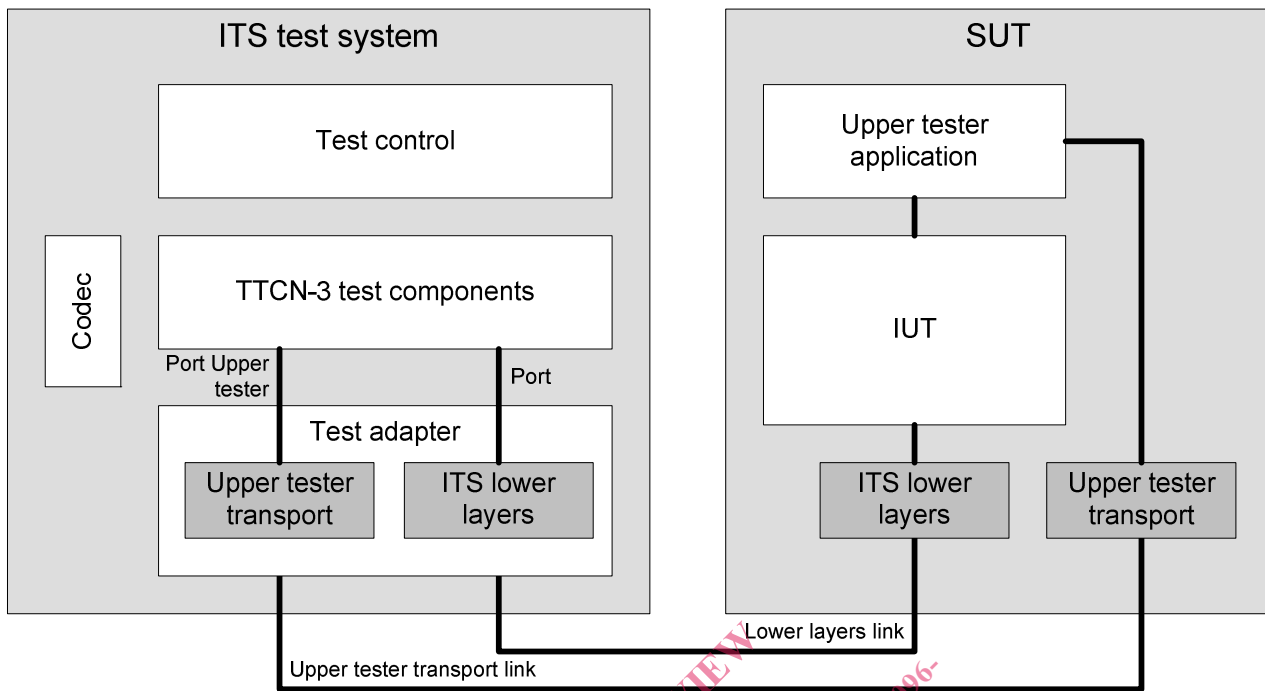 ITS test system
Test control
Codec
TTCN-3 test components
Port Upper
tester
Port
Test adapter
Upper tester
transport
ITS lower
layers
SUT
Upper tester
application
IUT
ITS lower
layers
Upper tester
transport
Lower layers link
Upper tester transport link